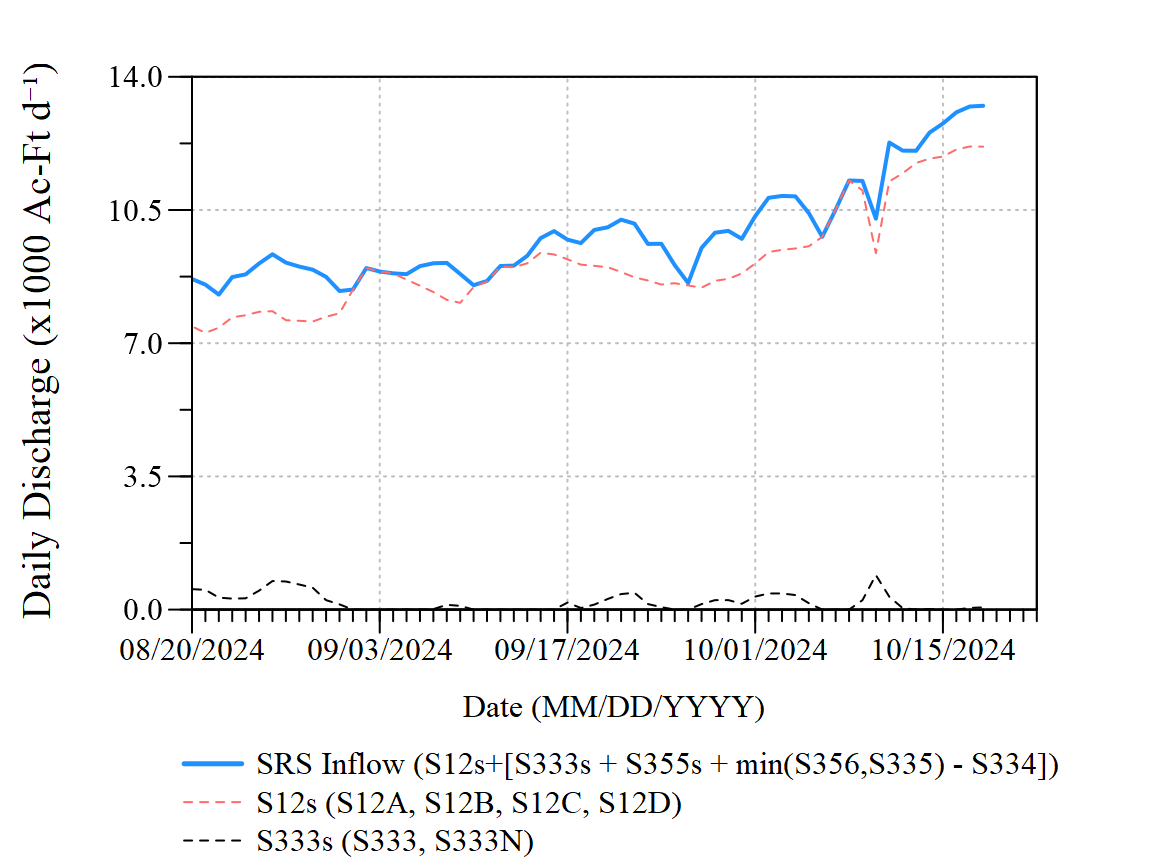 Daily Discharge (x1000 Ac-Ft d⁻¹)
14.0
10.5
7.0
3.5
0.0
08/20/2024 09/03/2024 09/17/2024 10/01/2024 10/15/2024
Date (MM/DD/YYYY)
SRS Inflow (S12s+[S333s + S355s + min(S356,S335) - S334])
S12s (S12A, S12B, S12C, S12D)
S333s (S333, S333N)